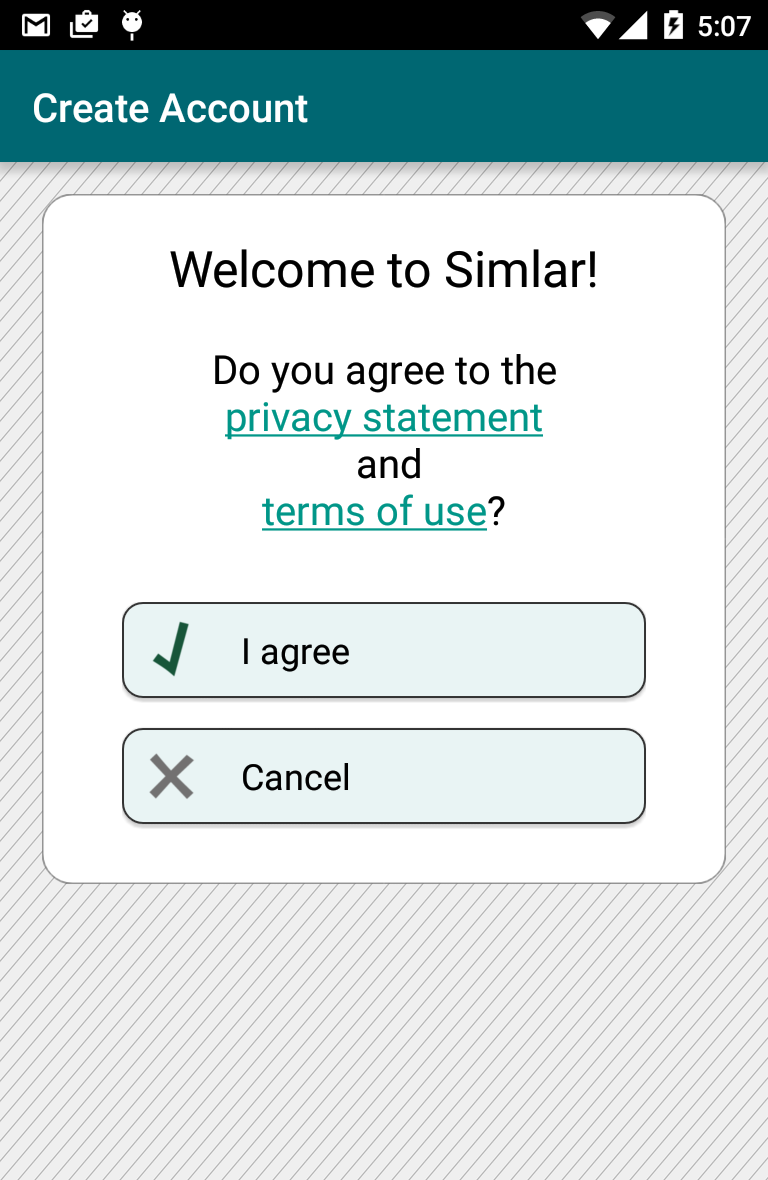 5:07
Create Account
Welcome to Simlar!
Do you agree to the
privacy statement
and
terms of use?
I agree
Cancel